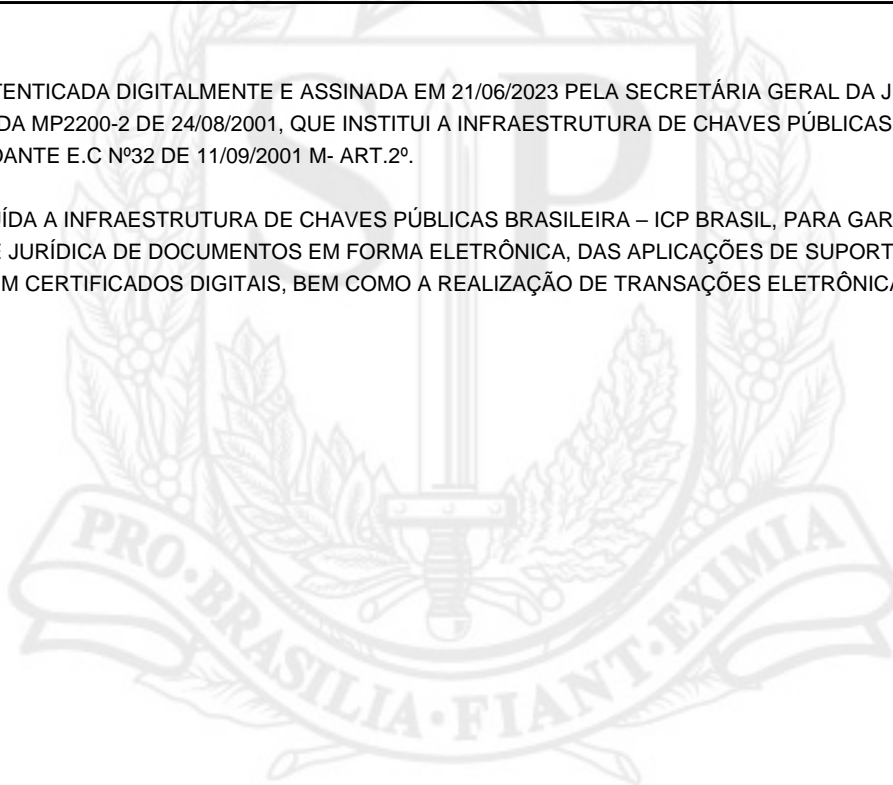 TENTICADA DIGITALMENTE E ASSINADA EM 21/06/2023 PELA SECRETÁRIA GERAL DA J
DA MP2200-2 DE 24/08/2001, QUE INSTITUI A INFRAESTRUTURA DE CHAVES PÚBLICAS
DANTE E.C Nº32 DE 11/09/2001 M- ART.2º.
UÍDA A INFRAESTRUTURA DE CHAVES PÚBLICAS BRASILEIRA – ICP BRASIL, PARA GAR
E JURÍDICA DE DOCUMENTOS EM FORMA ELETRÔNICA, DAS APLICAÇÕES DE SUPORT
M CERTIFICADOS DIGITAIS, BEM COMO A REALIZAÇÃO DE TRANSAÇÕES ELETRÔNICA
SP
PRO·BRASILIA·FIANT·EXIMIA